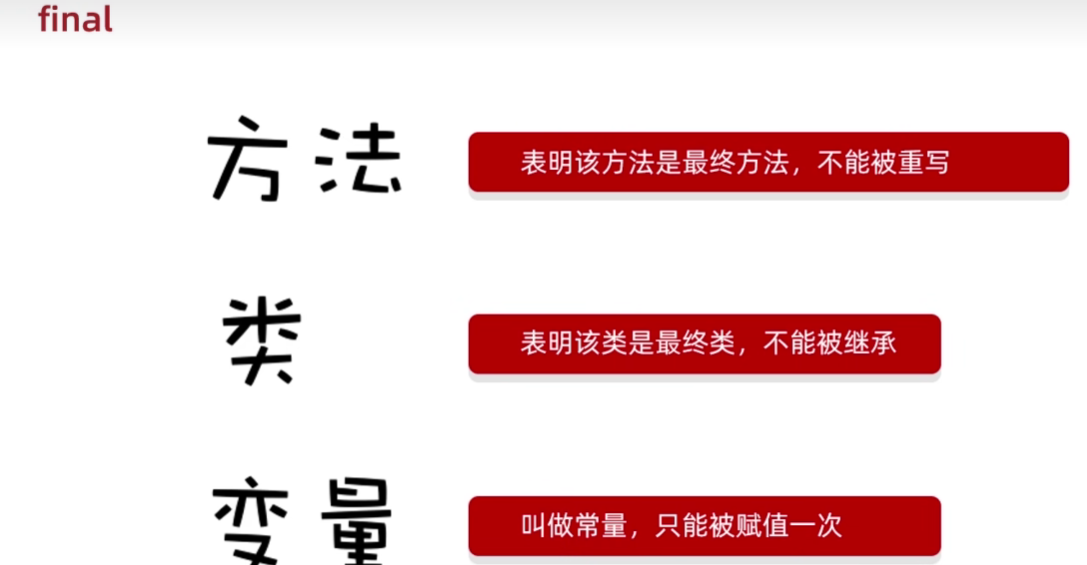 final
方法
表明该方法是最终方法，不能被重写
类
表明该类是最终类，不能被继承
变量
叫做常量，只能被赋值一次